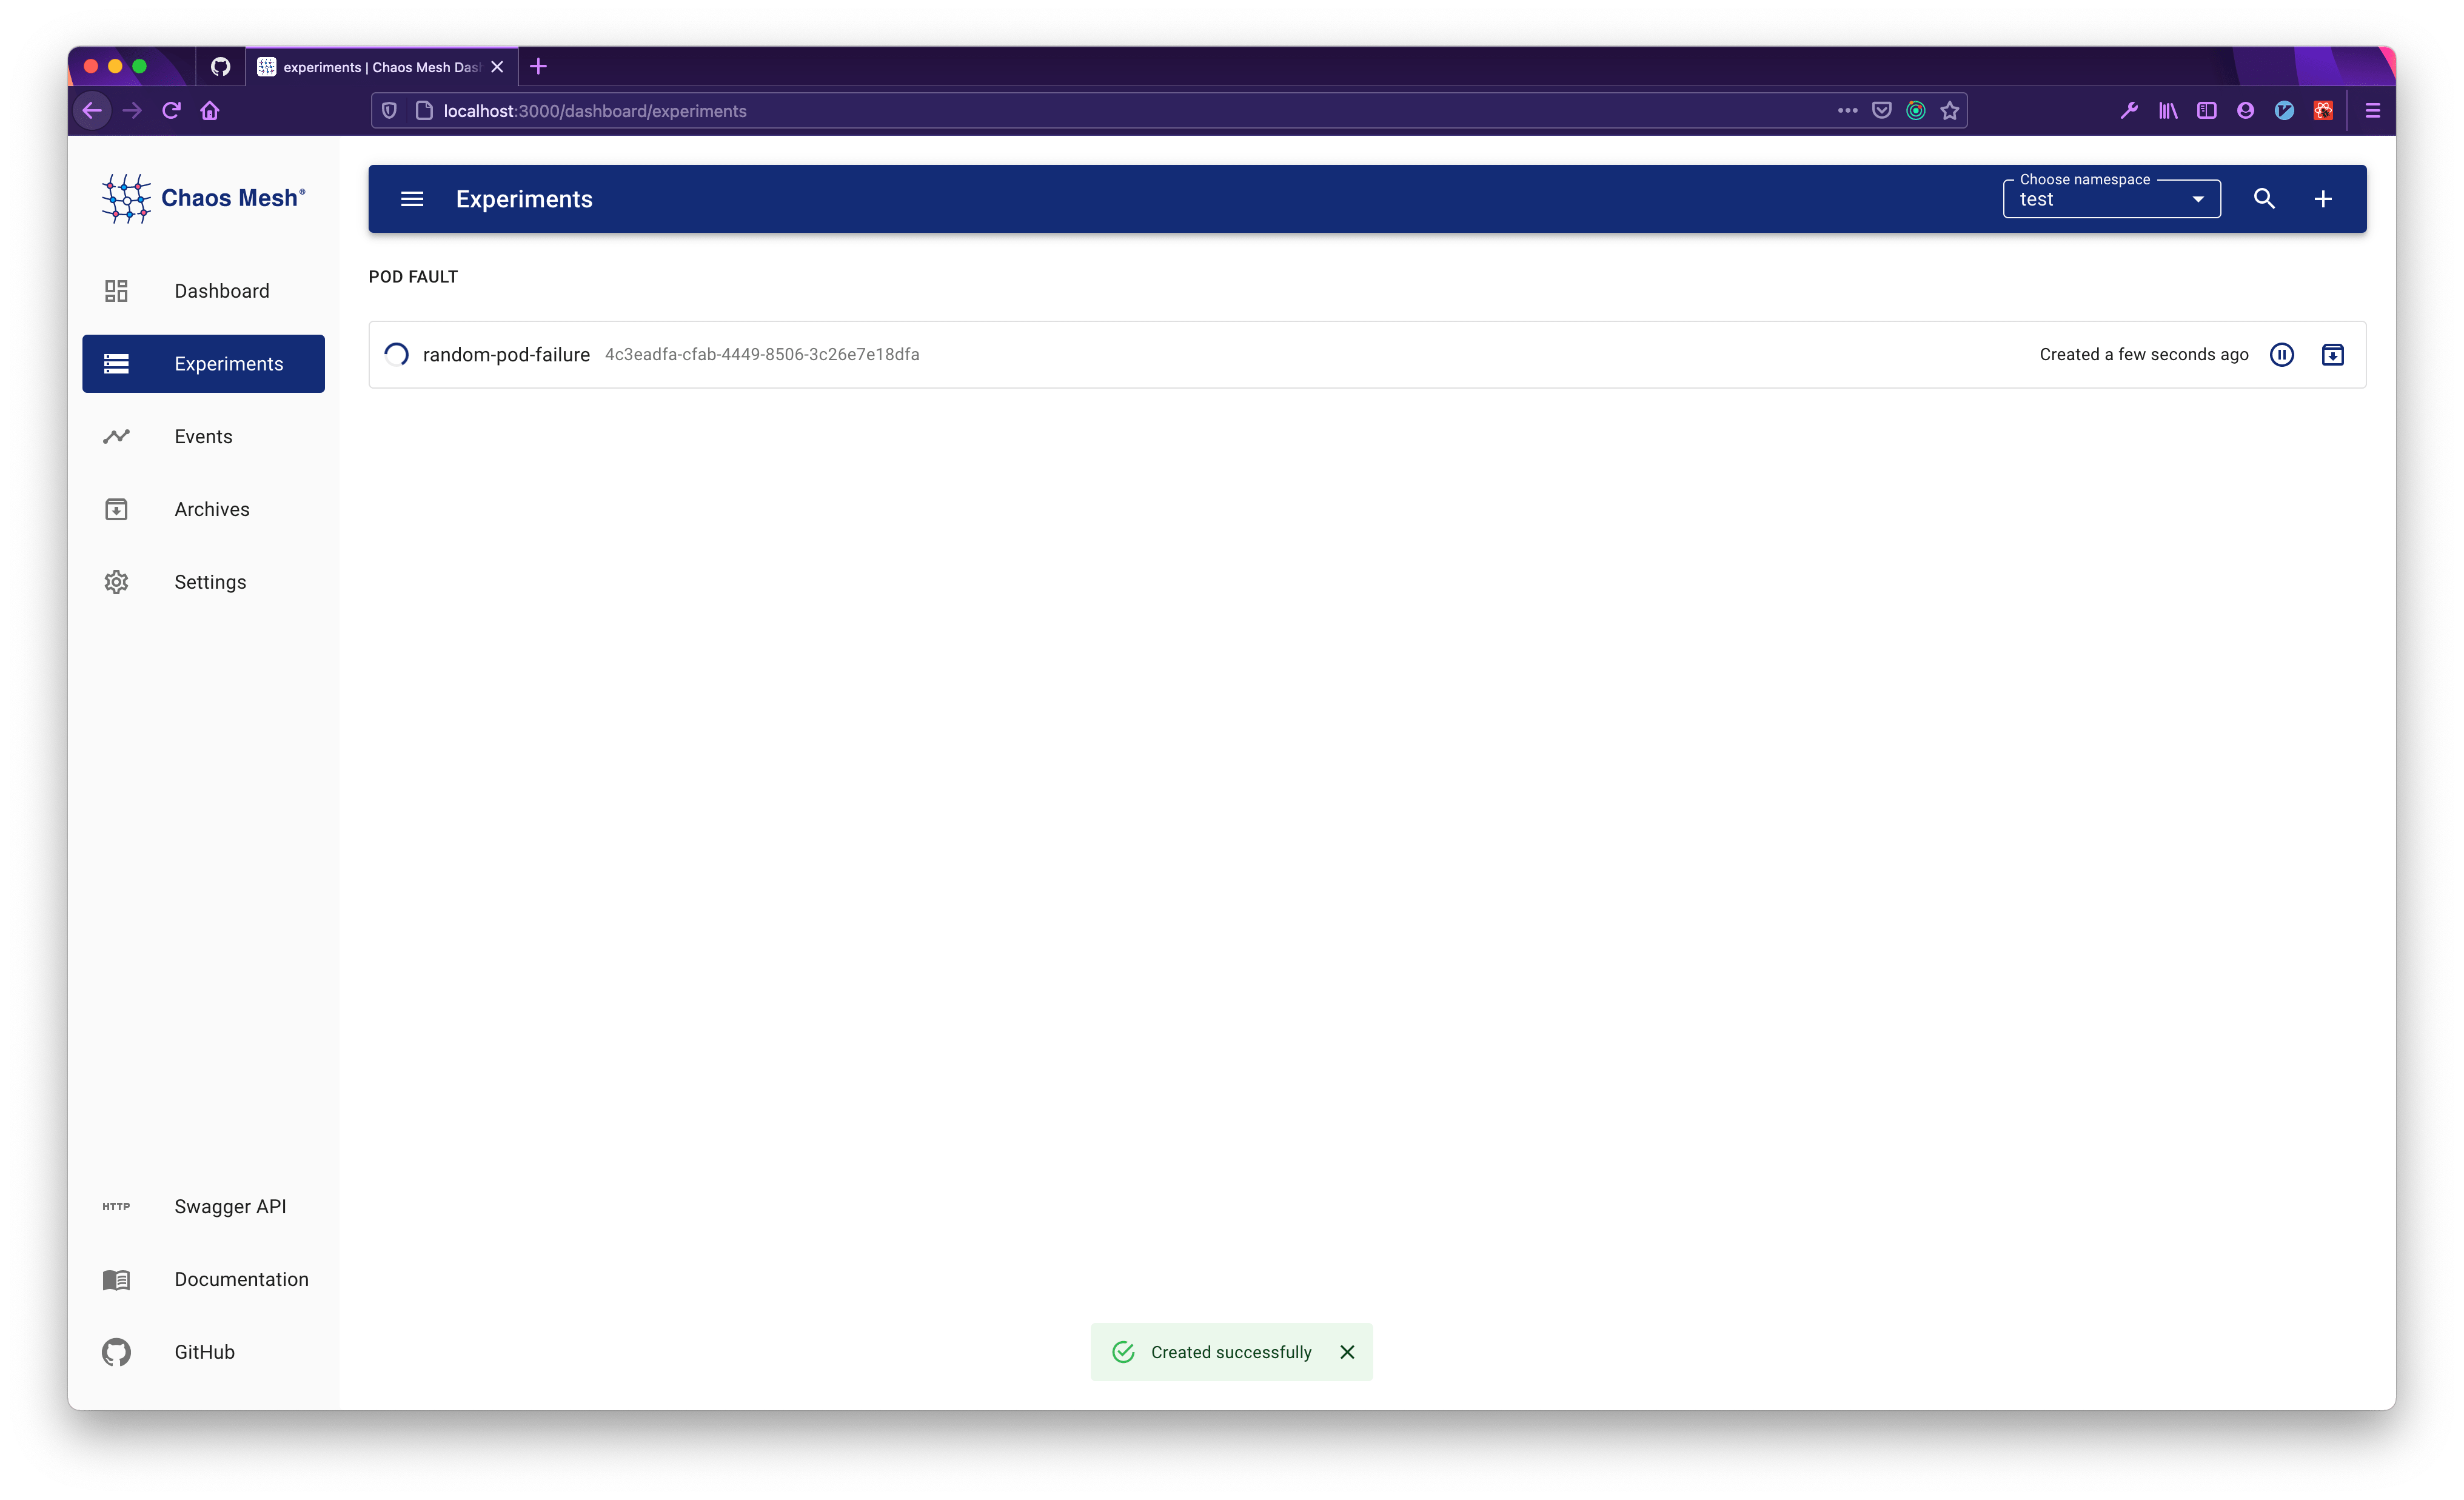 experiments | Chaos Mesh Das
localhost:3000/dashboard/experiments
Chaos Mesh®
Experiments
Choose namespace
test
Dashboard
Experiments
Events
Archives
Settings
POD FAULT
random-pod-failure 4c3eadfa-cfab-4449-8506-3c26e7e18dfa
Created a few seconds ago
HTTP Swagger API
Documentation
GitHub
Created successfully